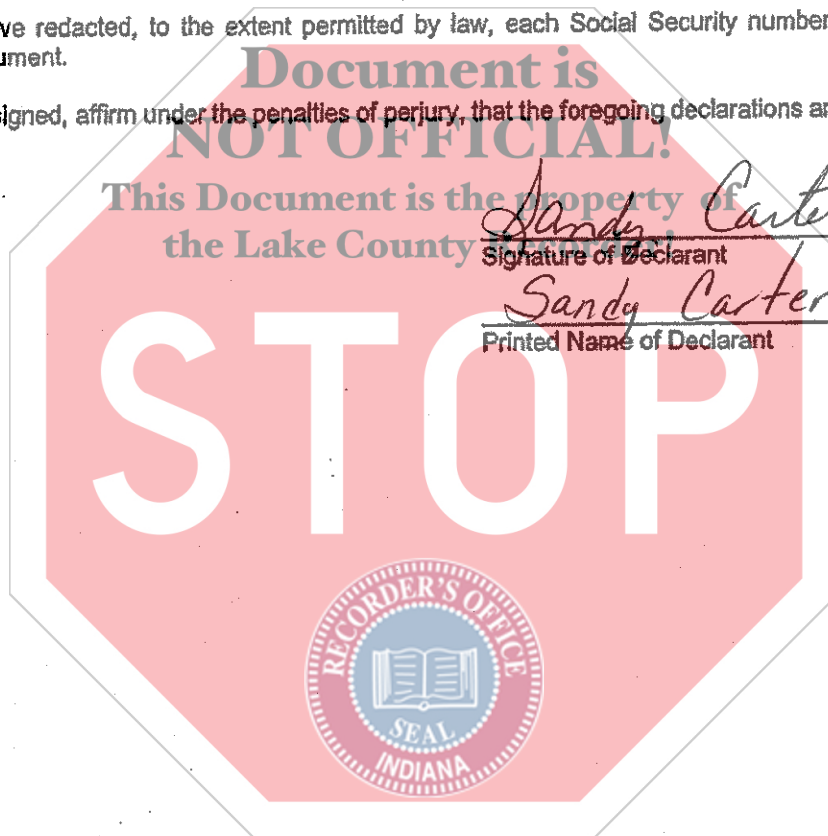 ve redacted, to the extent permitted by law, each Social Security number
ument.
Document is
signed, affirm under the penalties of perjury, that the foregoing declarations
NOT OFFICIAL!
This Document is the property of
the Lake County Recorder!
Sandy Carter
Signature of Declarant
Sandy Carter
Printed Name of Declarant
STOP
RECORDER'S OFFICE
SEAL
INDIANA